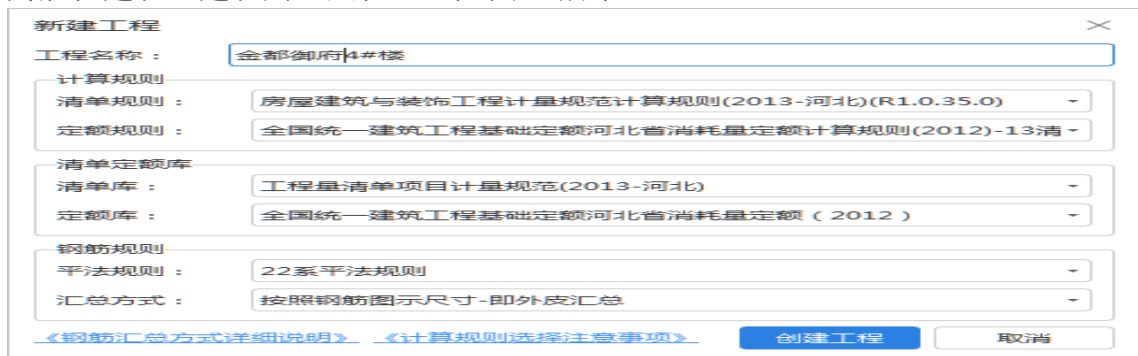 新建工程
工程名称： 金都御府4#楼
计算规则
清单规则： 房屋建筑与装饰工程计量规范计算规则(2013-河北)(R1.0.35.0)
定额规则： 全国统一建筑工程基础定额河北省消耗量定额计算规则(2012)-13清
清单定额库
清单库： 工程量清单项目计量规范(2013-河北)
定额库： 全国统一建筑工程基础定额河北省消耗量定额（2012）
钢筋规则
平法规则： 22系平法规则
汇总方式： 按照钢筋图示尺寸-即外皮汇总
《钢筋汇总方式详细说明》 《计算规则选择注意事项》 创建工程 取消